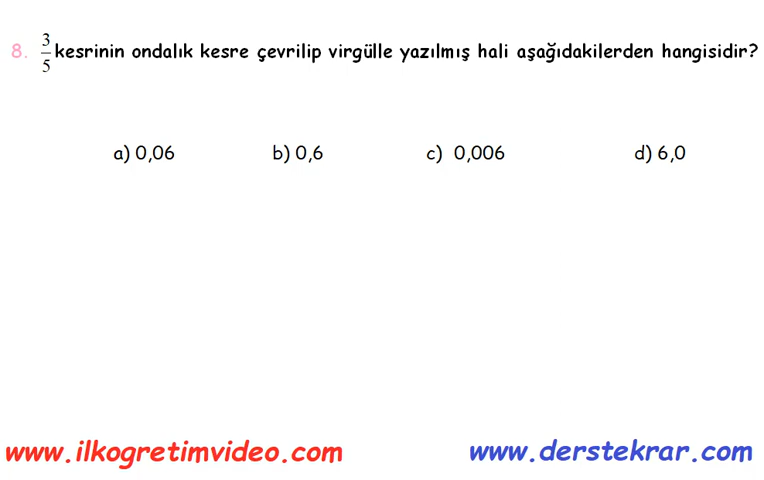 8. 3/5 kesrinin ondalık kesre çevrilip virgülle yazılmış hali aşağıdakilerden hangisidir?
a) 0,06 b) 0,6 c) 0,006 d) 6,0
www.ilkogretimvideo.com www.derstekrar.com